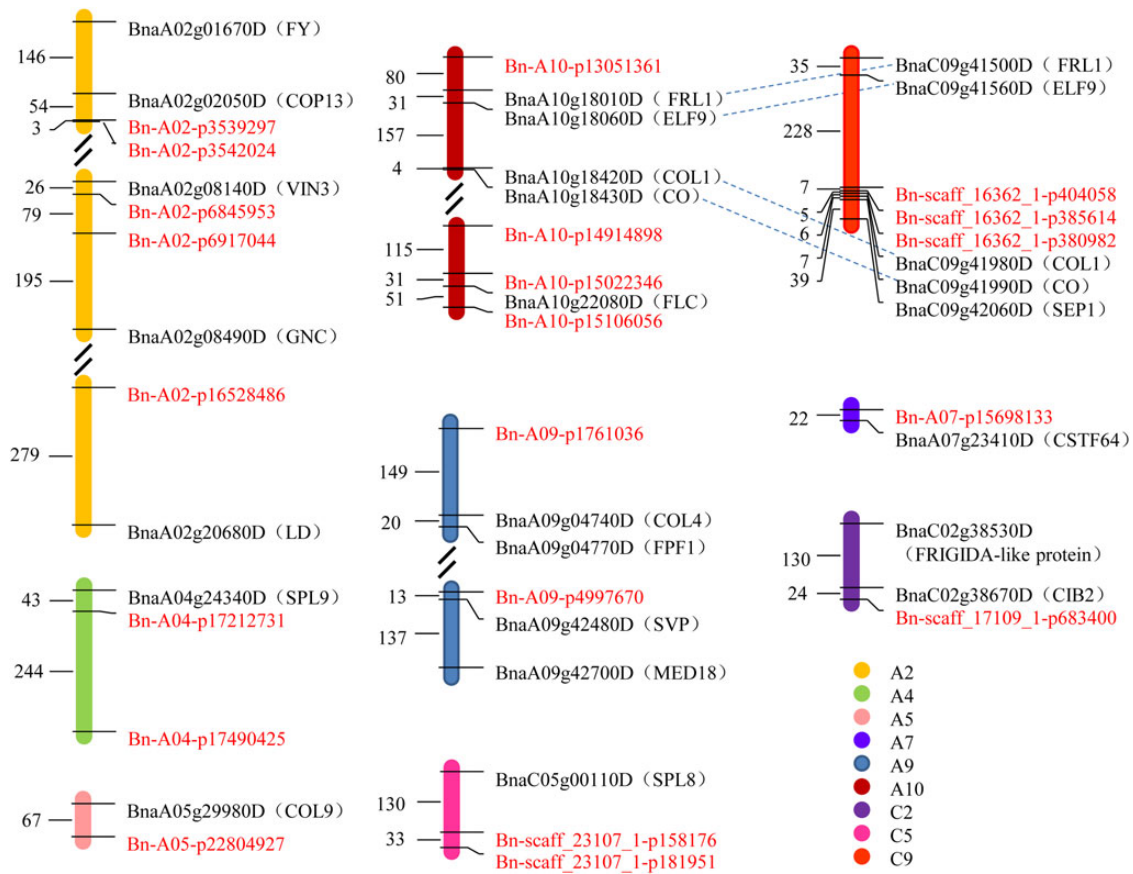 BnaA02g01670D (FY)
146
BnaA02g02050D (COP13)
54
Bn-A02-p3539297
3
Bn-A02-p3542024
BnaA02g08140D (VIN3)
26
Bn-A02-p6845953
79
Bn-A02-p6917044
195
BnaA02g08490D (GNC)
Bn-A02-p16528486
279
BnaA02g20680D (LD)
BnaA04g24340D (SPL9)
43
Bn-A04-p17212731
244
Bn-A04-p17490425
BnaA05g29980D (COL9)
67
Bn-A05-p22804927
Bn-A10-p13051361
80
BnaA10g18010D ( FRL1)
31
BnaA10g18060D ( ELF9)
157
4
BnaA10g18420D (COL1)
BnaA10g18430D (CO)
Bn-A10-p14914898
115
Bn-A10-p15022346
31
BnaA10g22080D (FLC)
51
Bn-A10-p15106056
Bn-A09-p1761036
149
BnaA09g04740D (COL4)
20
BnaA09g04770D (FPF1)
Bn-A09-p4997670
13
BnaA09g42480D (SVP)
137
BnaA09g42700D (MED18)
BnaC05g00110D (SPL8)
130
Bn-scaff_23107_1-p158176
33
Bn-scaff_23107_1-p181951
BnaC09g41500D ( FRL1)
35
BnaC09g41560D (ELF9)
228
7
Bn-scaff_16362_1-p404058
5
Bn-scaff_16362_1-p385614
6
Bn-scaff_16362_1-p380982
7
BnaC09g41980D (COL1)
39
BnaC09g41990D (CO)
BnaC09g42060D (SEP1)
Bn-A07-p15698133
22
BnaA07g23410D (CSTF64)
BnaC02g38530D
(FRIGIDA-like protein)
130
BnaC02g38670D (CIB2)
24
Bn-scaff_17109_1-p683400
A2
A4
A5
A7
A9
A10
C2
C5
C9